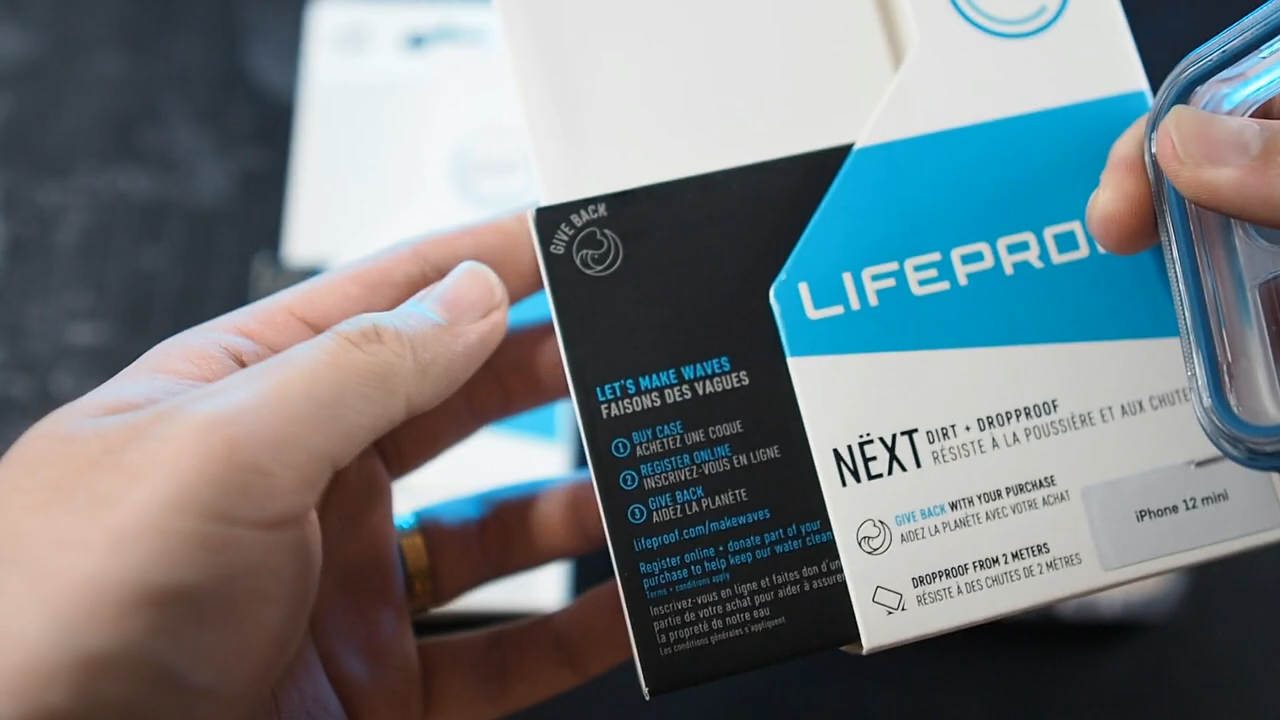 GIVE BACK
LET'S MAKE WAVES
FAISONS DES VAGUES
1 BUY CASE
ACHETEZ UNE COQUE
2 REGISTER ONLINE
INSCRIVEZ-VOUS EN LIGNE
3 GIVE BACK
AIDEZ LA PLANÈTE
lifeproof.com/makewaves
Register online + donate part of your
purchase to help keep our water clean
Terms + conditions apply
Inscrivez-vous en ligne et faites don d'une
partie de votre achat pour aider à assurer
la propreté de notre eau
Les conditions générales s'appliquent
LIFEPRO
NËXT
DIRT + DROPPROOF
RÉSISTE À LA POUSSIÈRE ET AUX CHUTE
GIVE BACK WITH YOUR PURCHASE
AIDEZ LA PLANÈTE AVEC VOTRE ACHAT
DROPPROOF FROM 2 METERS
RÉSISTE À DES CHUTES DE 2 MÈTRES
iPhone 12 mini